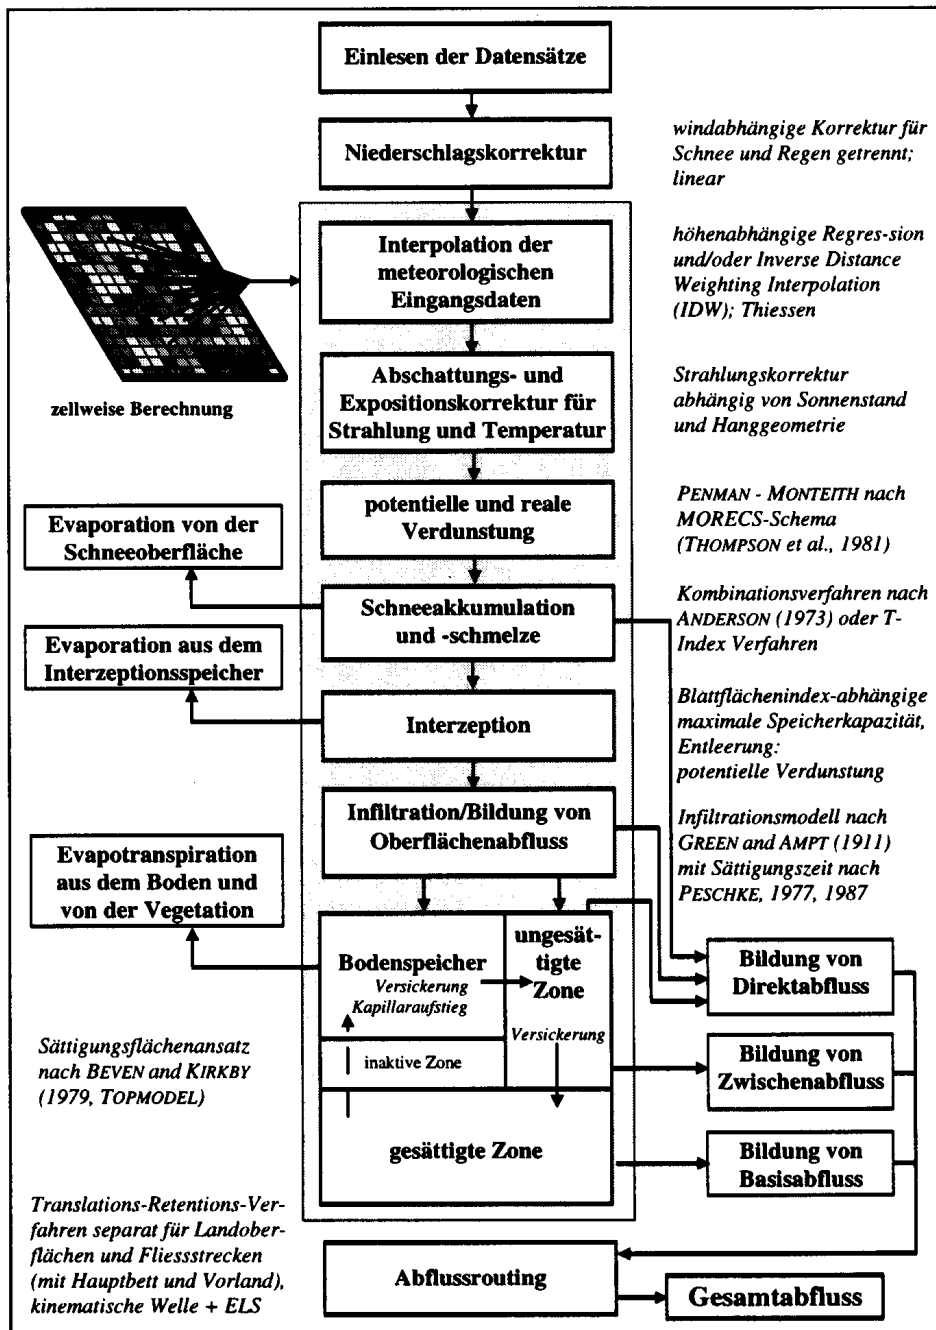 Einlesen der Datensätze
Niederschlagskorrektur
windabhängige Korrektur für
Schnee und Regen getrennt;
linear
Interpolation der
meteorologischen
Eingangsdaten
höhenabhängige Regres-sion
und/oder Inverse Distance
Weighting Interpolation
(IDW); Thiessen
zellweise Berechnung
Abschattungs- und
Expositionskorrektur für
Strahlung und Temperatur
Strahlungskorrektur
abhängig von Sonnenstand
und Hanggeometrie
potentielle und reale
Verdunstung
PENMAN - MONTEITH nach
MORECS-Schema
(THOMPSON et al., 1981)
Evaporation von der
Schneeoberfläche
Schneeakkumulation
und -schmelze
Kombinationsverfahren nach
ANDERSON (1973) oder T-
Index Verfahren
Evaporation aus dem
Interzeptionsspeicher
Interzeption
Blattflächenindex-abhängige
maximale Speicherkapazität,
Entleerung:
potentielle Verdunstung
Infiltration/Bildung von
Oberflächenabfluss
Infiltrationsmodell nach
GREEN and AMPT (1911)
mit Sättigungszeit nach
PESCHKE, 1977, 1987
Evapotranspiration
aus dem Boden und
von der Vegetation
Bodenspeicher
Versickerung
Kapillaraufstieg
ungesät-
tigte
Zone
Versickerung
inaktive Zone
gesättigte Zone
Bildung von
Direktabfluss
Bildung von
Zwischenabfluss
Bildung von
Basisabfluss
Sättigungsflächenansatz
nach BEVEN and KIRKBY
(1979, TOPMODEL)
Translations-Retentions-Ver-
fahren separat für Landober-
flächen und Fliessstrecken
(mit Hauptbett und Vorland),
kinematische Welle + ELS
Abflussrouting
Gesamtabfluss